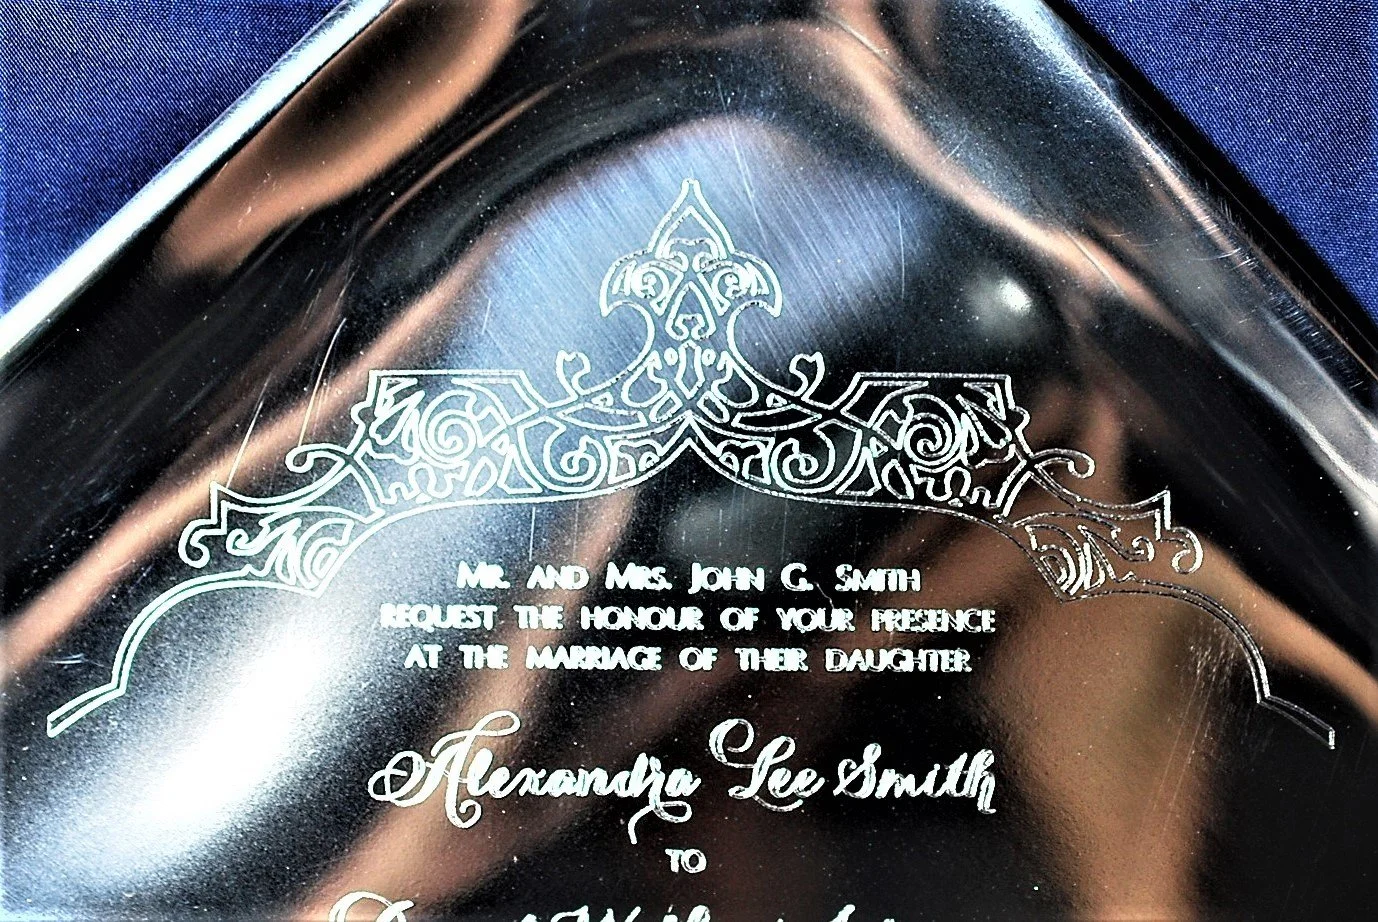 MR. AND MRS. JOHN G. SMITH
REQUEST THE HONOUR OF YOUR PRESENCE
AT THE MARRIAGE OF THEIR DAUGHTER
Alexandra Lee Smith
TO